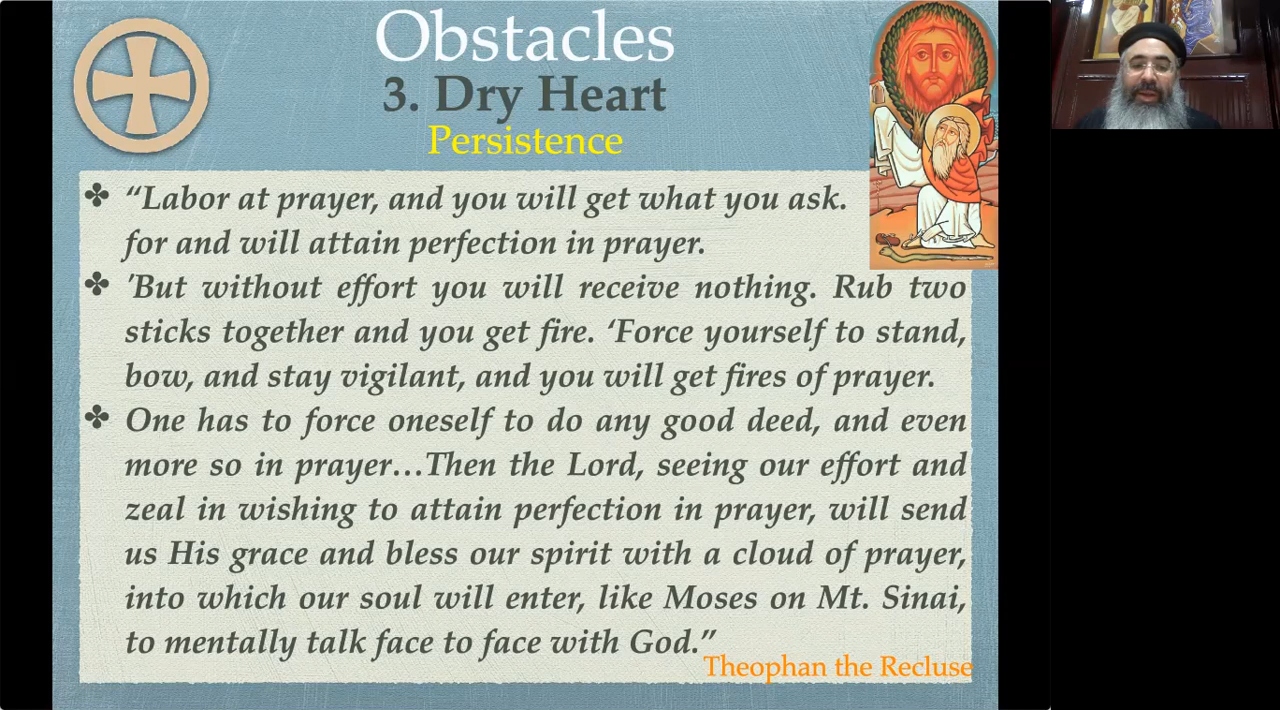 Obstacles
3. Dry Heart
Persistence
“Labor at prayer, and you will get what you ask.
for and will attain perfection in prayer.
'But without effort you will receive nothing. Rub two
sticks together and you get fire. ‘Force yourself to stand,
bow, and stay vigilant, and you will get fires of prayer.
One has to force oneself to do any good deed, and even
more so in prayer…Then the Lord, seeing our effort and
zeal in wishing to attain perfection in prayer, will send
us His grace and bless our spirit with a cloud of prayer,
into which our soul will enter, like Moses on Mt. Sinai,
to mentally talk face to face with God.”
Theophan the Recluse